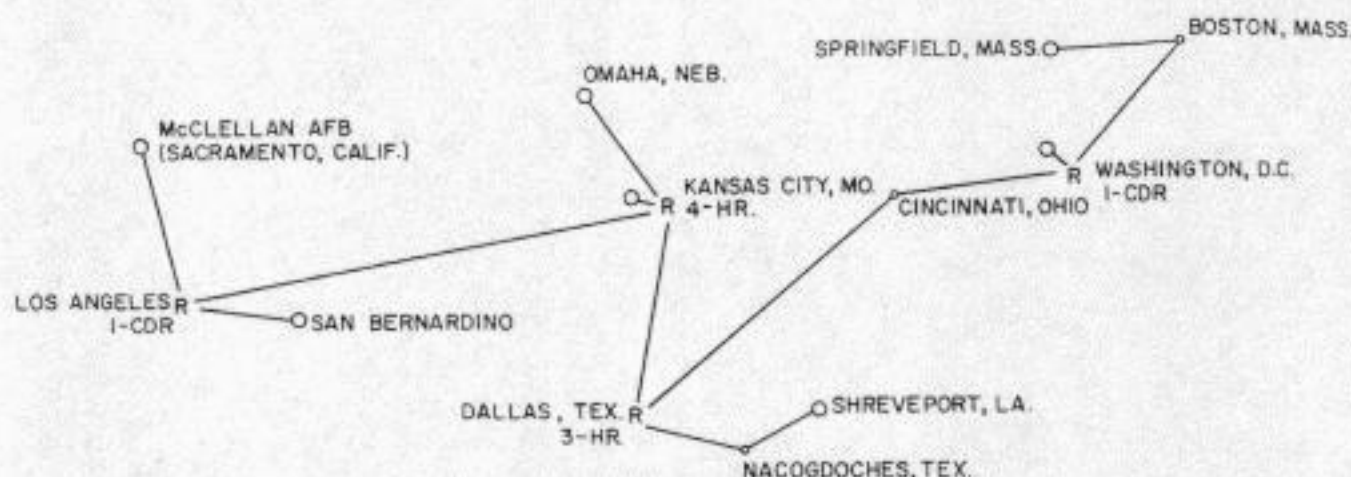 BOSTON, MASS.
SPRINGFIELD, MASS.
OMAHA, NEB.
McCLELLAN AFB
(SACRAMENTO, CALIF.)
R WASHINGTON, D.C.
1-CDR
KANSAS CITY, MO.
R 4-HR.
CINCINNATI, OHIO
LOS ANGELES R
1-CDR
SAN BERNARDINO
DALLAS, TEX. R
3-HR
SHREVEPORT, LA.
NACOGDOCHES, TEX.